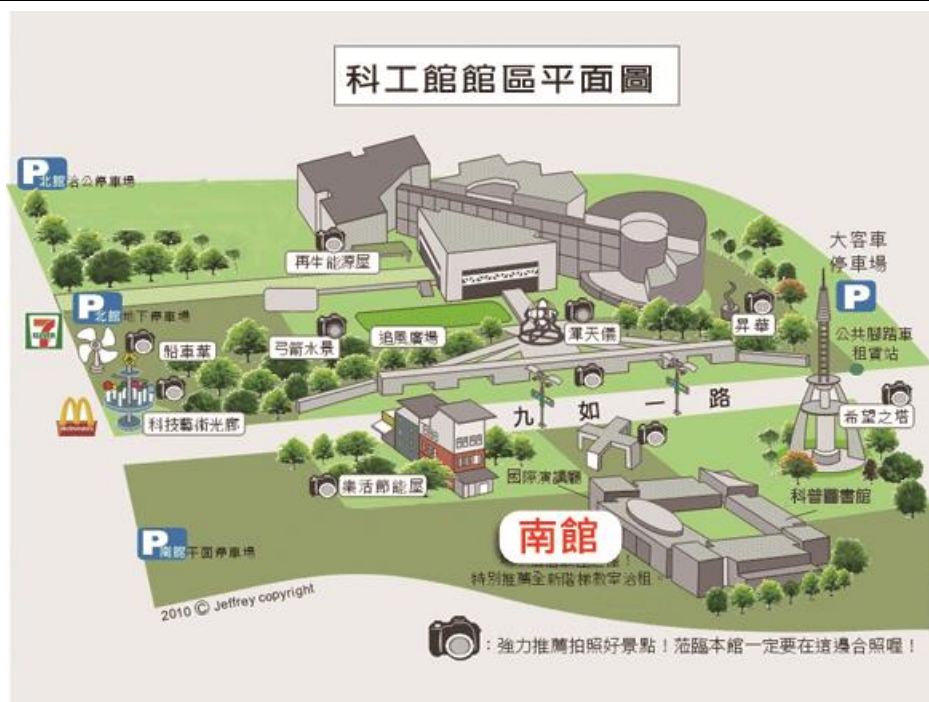 科工館館區平面圖
P
北館 洽公停車場
再生能源屋
大客車
停車場
P
P
北館 地下停車場
7
船車葉
弓箭水景
追風廣場
渾天儀
昇華
公共腳踏車
租賃站
McDonald's
科技藝術光廊
九如一路
希望之塔
國際演講廳
樂活節能屋
科普圖書館
南館
P
南館 平面停車場
特別推薦全新階梯教室洽租。
2010 © Jeffrey copyright
：強力推薦拍照好景點！蒞臨本館一定要在這邊合照喔！